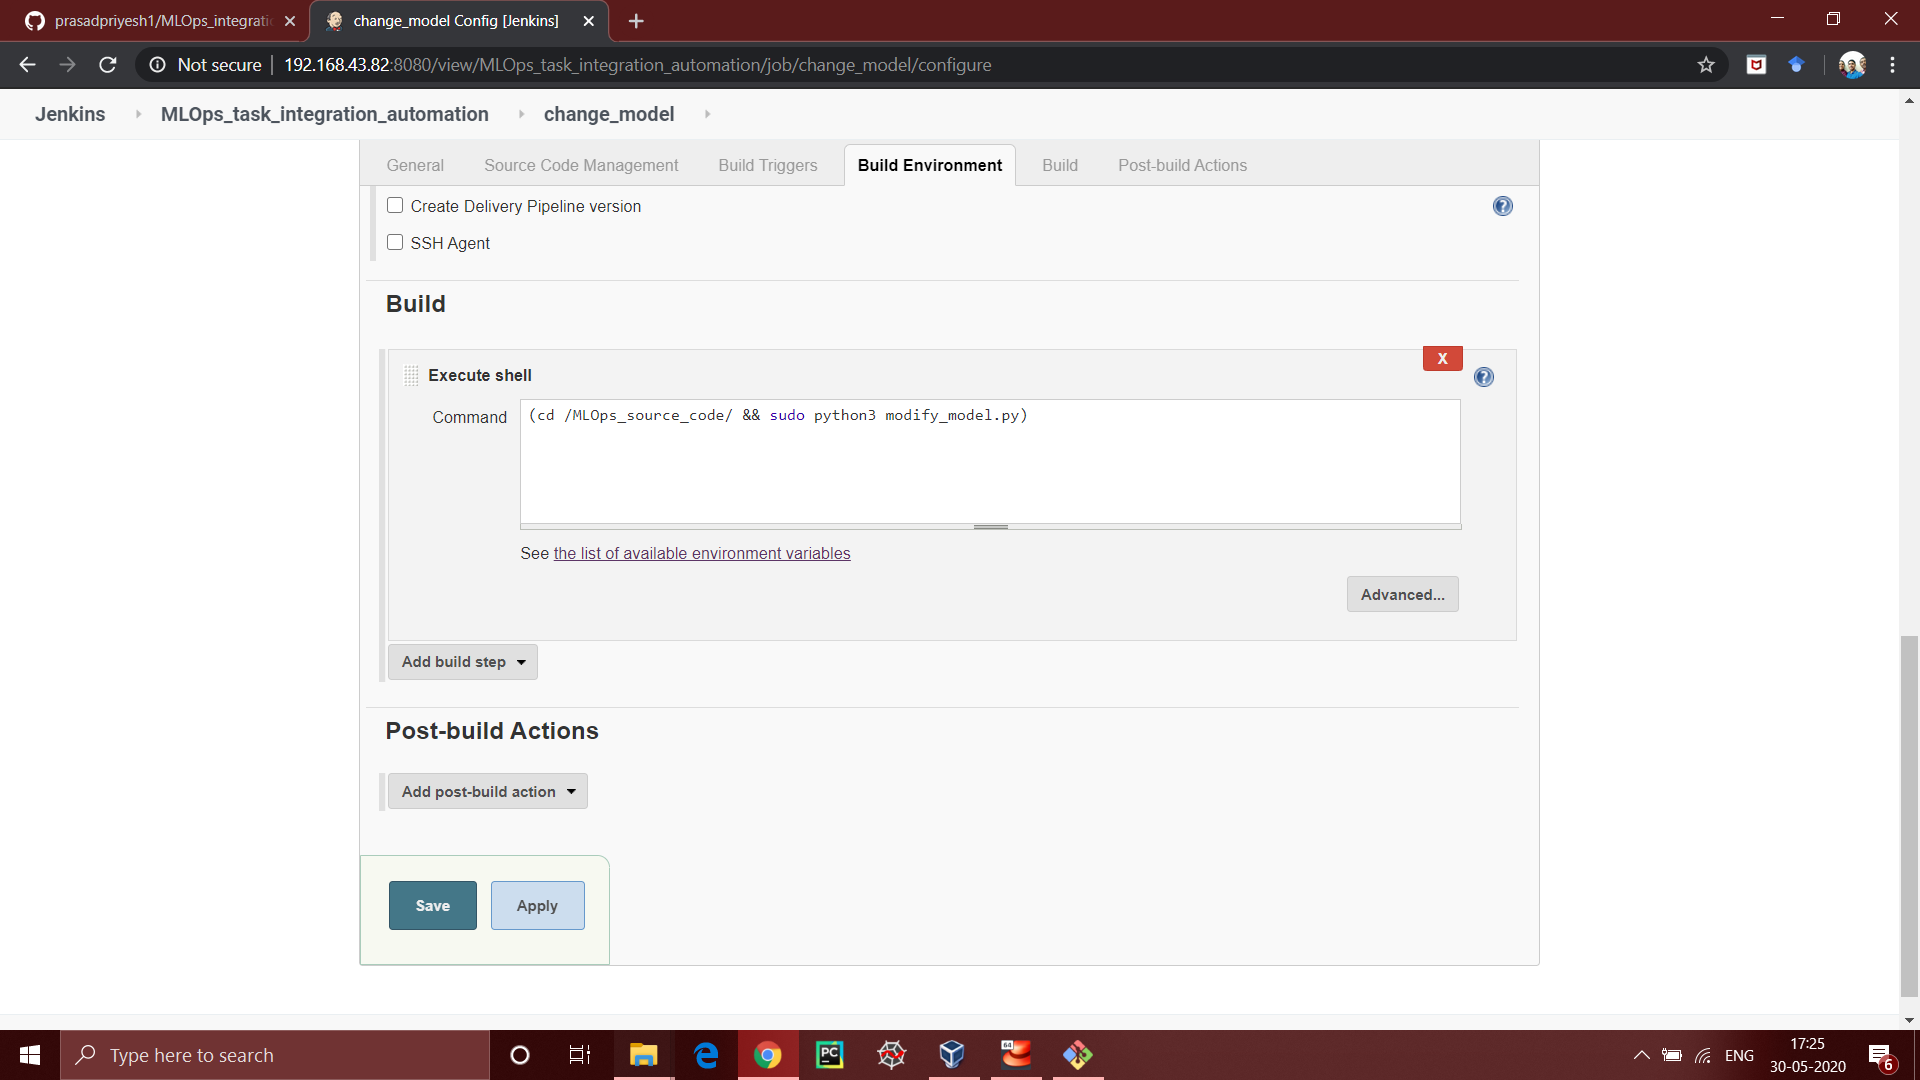 prasadpriyesh1/MLOps_integratio
change_model Config [Jenkins]
Not secure
192.168.43.82:8080/view/MLOps_task_integration_automation/job/change_model/configure
Jenkins MLOps_task_integration_automation change_model
General Source Code Management Build Triggers Build Environment Build Post-build Actions
Create Delivery Pipeline version
SSH Agent
Build
X
Execute shell
Command
(cd /MLOps_source_code/ && sudo python3 modify_model.py)
See the list of available environment variables
Advanced...
Add build step
Post-build Actions
Add post-build action
Save Apply
Type here to search
PC
64
ENG
17:25
30-05-2020
6